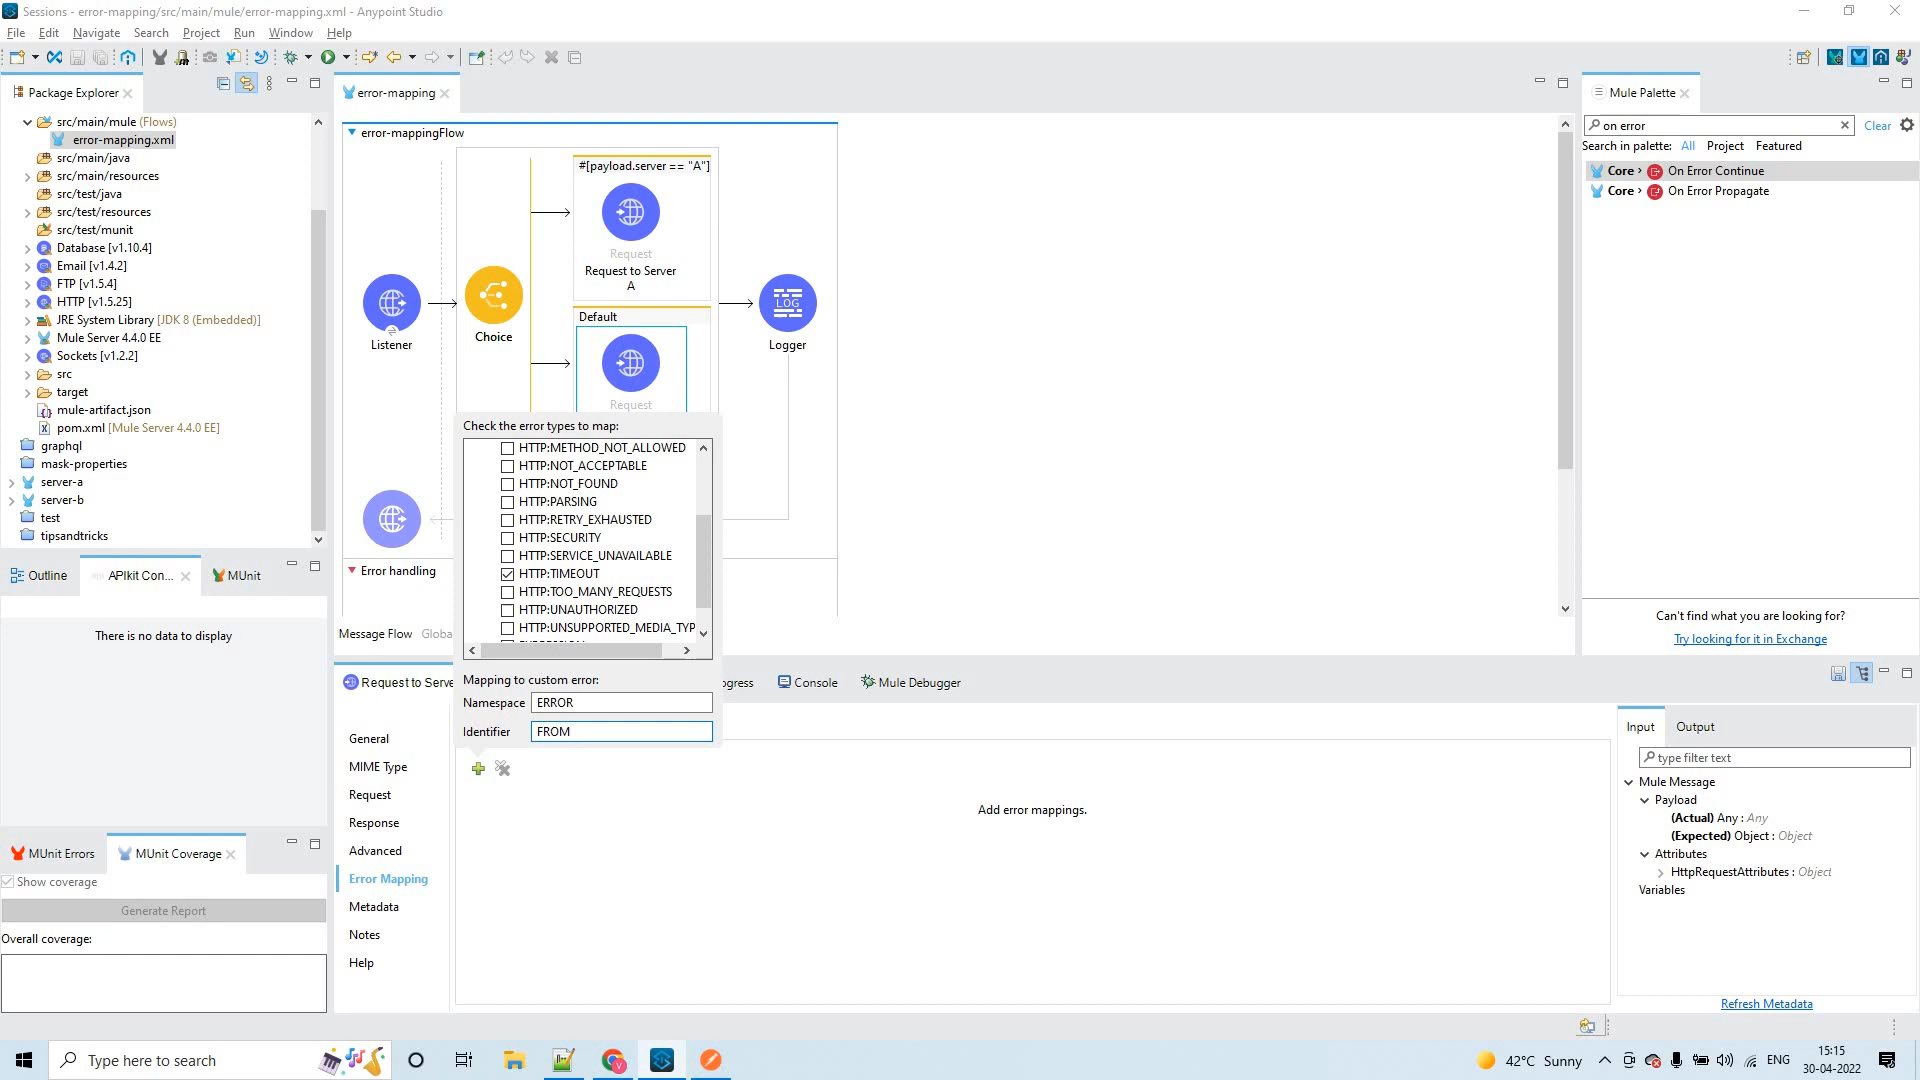 Sessions - error-mapping/src/main/mule/error-mapping.xml - Anypoint Studio
File Edit Navigate Search Project Run Window Help
Package Explorer
src/main/mule (Flows)
error-mapping.xml
src/main/java
src/main/resources
src/test/java
src/test/resources
src/test/munit
Database [v1.10.4]
Email [v1.4.2]
FTP [v1.5.4]
HTTP [v1.5.25]
JRE System Library [JDK 8 (Embedded)]
Mule Server 4.4.0 EE
Sockets [v1.2.2]
src
target
mule-artifact.json
pom.xml [Mule Server 4.4.0 EE]
graphql
mask-properties
server-a
server-b
test
tipsandtricks
Outline
APIkit Con...
MUnit
There is no data to display
MUnit Errors
MUnit Coverage
Show coverage
Generate Report
Overall coverage:
error-mapping
error-mappingFlow
Listener
Choice
#[payload.server == "A"]
Request
Request to Server
A
Default
Request
LOG
Logger
Error handling
Message Flow
Globa
Check the error types to map:
HTTP:METHOD_NOT_ALLOWED
HTTP:NOT_ACCEPTABLE
HTTP:NOT_FOUND
HTTP:PARSING
HTTP:RETRY_EXHAUSTED
HTTP:SECURITY
HTTP:SERVICE_UNAVAILABLE
HTTP:TIMEOUT
HTTP:TOO_MANY_REQUESTS
HTTP:UNAUTHORIZED
HTTP:UNSUPPORTED_MEDIA_TYP
Mapping to custom error:
Namespace ERROR
Identifier FROM
Request to Serve
ogress
Console
Mule Debugger
General
MIME Type
Request
Response
Advanced
Error Mapping
Metadata
Notes
Help
Add error mappings.
Mule Palette
on error
Clear
Search in palette: All Project Featured
Core > On Error Continue
Core > On Error Propagate
Can't find what you are looking for?
Try looking for it in Exchange
Input Output
type filter text
Mule Message
Payload
(Actual) Any : Any
(Expected) Object : Object
Attributes
HttpRequestAttributes : Object
Variables
Refresh Metadata
Type here to search
42°C Sunny
ENG
15:15
30-04-2022